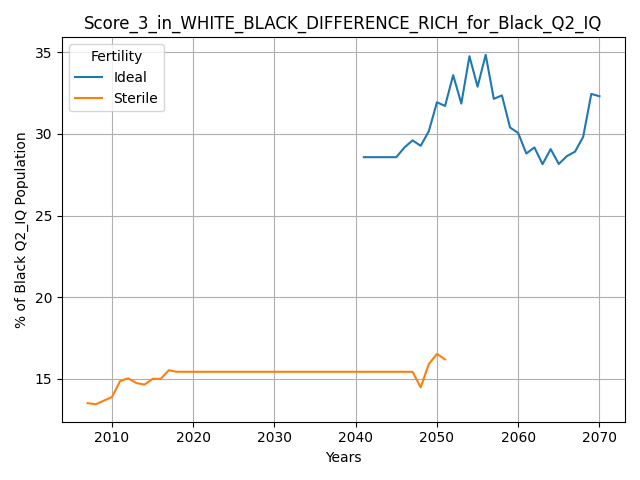 Score_3_in_WHITE_BLACK_DIFFERENCE_RICH_for_Black_Q2_IQ
Fertility
Ideal
Sterile
% of Black Q2_IQ Population
35
30
25
20
15
2010 2020 2030 2040 2050 2060 2070
Years